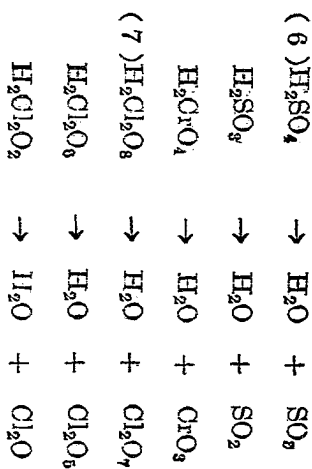 (6)H₂SO₄ → H₂O + SO₃
H₂SO₃ → H₂O + SO₂
H₂CrO₄ → H₂O + CrO₃
(7)H₂Cl₂O₈ → H₂O + Cl₂O₇
H₂Cl₂O₆ → H₂O + Cl₂O₅
H₂Cl₂O₂ → H₂O + Cl₂O